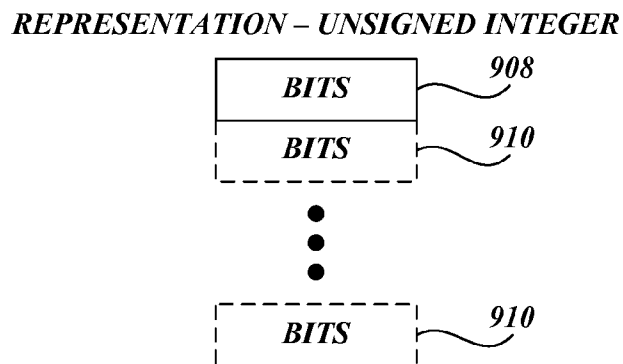 REPRESENTATION – UNSIGNED INTEGER
BITS 908
BITS 910
BITS 910